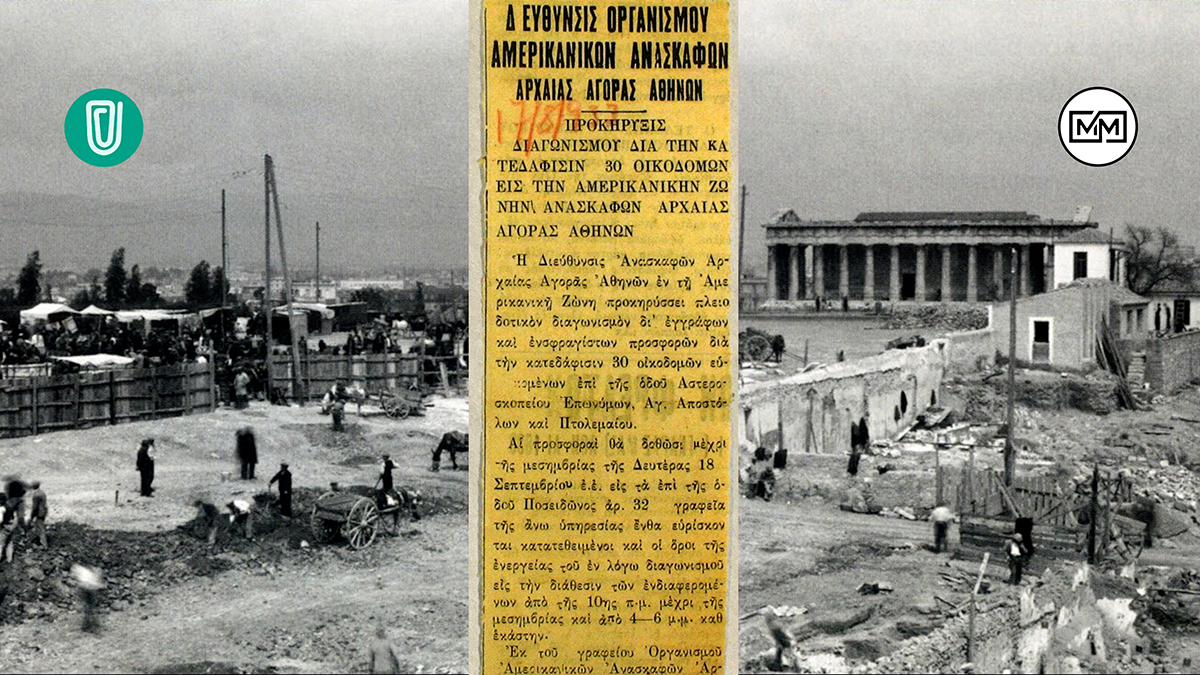 Δ ΕΥΘΥΝΣΙΣ ΟΡΓΑΝΙΣΜΟΥ
ΑΜΕΡΙΚΑΝΙΚΩΝ ΑΝΑΣΚΑΦΩΝ
ΑΡΧΑΙΑΣ ΑΓΟΡΑΣ ΑΘΗΝΩΝ
ΠΡΟΚΗΡΥΞΙΣ
ΔΙΑΓΩΝΙΣΜΟΥ ΔΙΑ ΤΗΝ ΚΑ
ΤΕΔΑΦΙΣΙΝ 30 ΟΙΚΟΔΟΜΩΝ
ΕΙΣ ΤΗΝ ΑΜΕΡΙΚΑΝΙΚΗΝ ΖΩ
ΝΗΝ ΑΝΑΣΚΑΦΩΝ ΑΡΧΑΙΑΣ
ΑΓΟΡΑΣ ΑΘΗΝΩΝ
Ἡ Διεύθυνσις Ἀνασκαφῶν Ἀρ-
χαίας Ἀγορᾶς Ἀθηνῶν ἐν τῇ Ἀμε
ρικανικῇ Ζώνῃ προκηρύσσει πλειο
δοτικὸν διαγωνισμὸν δι' ἐγγράφων
καὶ ἐνσφραγίστων προσφορῶν διὰ
τὴν κατεδάφισιν 30 οἰκοδομῶν εὑ-
κομένων ἐπὶ τῆς ὁδοῦ Ἀστερο-
σκοπείου Ἐπωνύμων, Ἁγ. Ἀποστό-
λων καὶ Πτολεμαίου.
Αἱ προσφοραὶ θὰ δοθῶσι μέχρι
τῆς μεσημβρίας τῆς Δευτέρας 18
Σεπτεμβρίου ἐ.ἔ. εἰς τὰ ἐπὶ τῆς ὁ-
δοῦ Ποσειδῶνος ἀρ. 32 γραφεῖα
τῆς ἄνω ὑπηρεσίας ἔνθα εὑρίσκον
ται κατατεθειμένοι καὶ οἱ ὅροι τῆς
ἐνεργείας τοῦ ἐν λόγῳ διαγωνισμοῦ
εἰς τὴν διάθεσιν τῶν ἐνδιαφερομέ-
νων ἀπὸ τῆς 10ης π.μ. μέχρι τῆς
μεσημβρίας καὶ ἀπὸ 4—6 μ.μ. καθ
ἑκάστην.
Ἐκ τοῦ γραφείου Ὀργανισμοῦ
Ἀμερικανικῶν Ἀνασκαφῶν Ἀρ-
MM